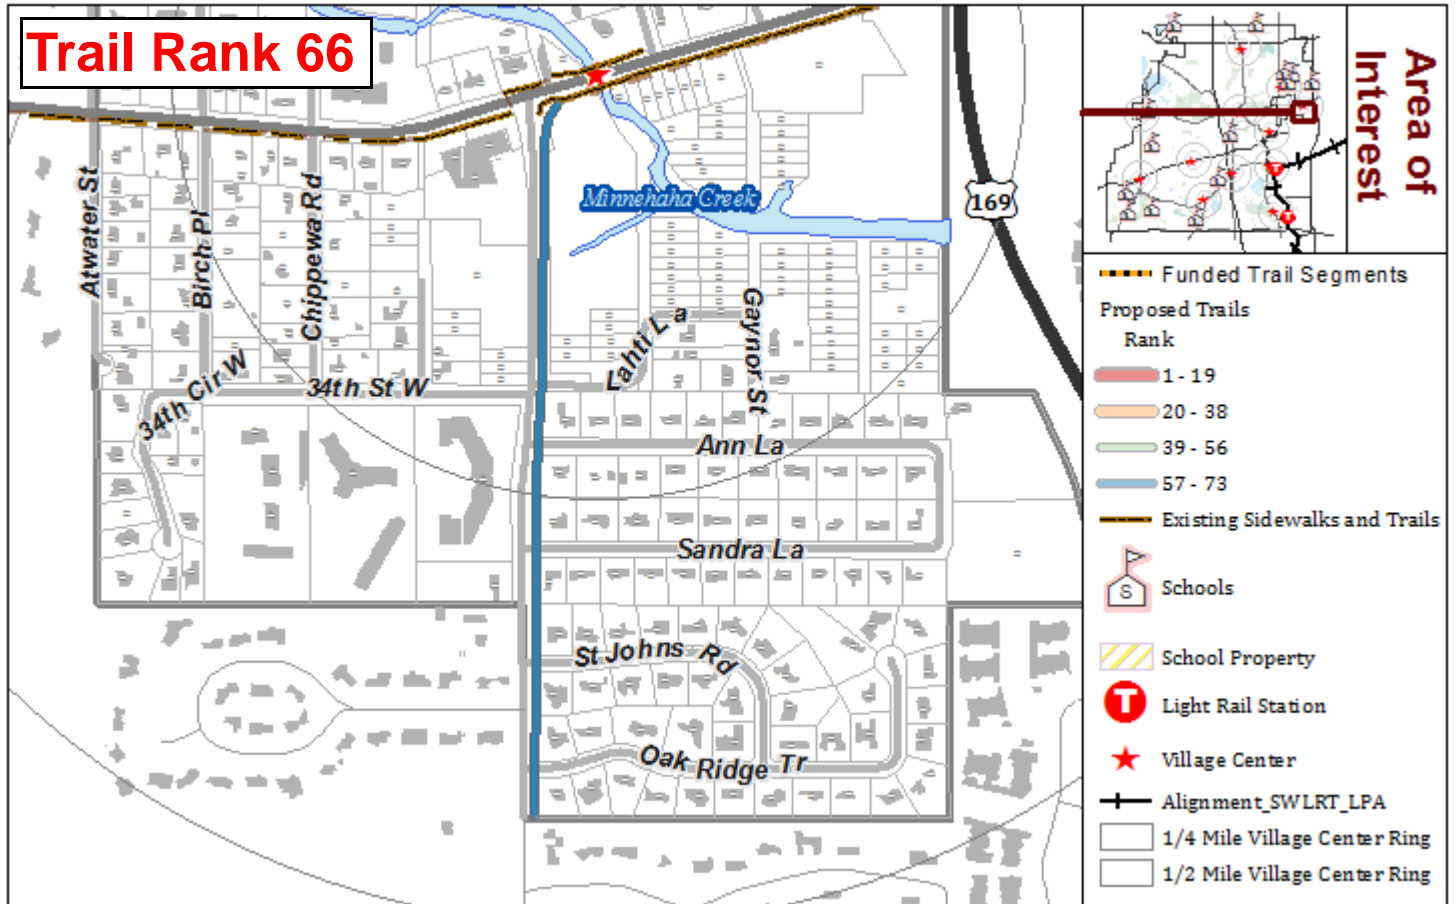 Trail Rank 66
Atwater St
Birch Pl
Chippewa Rd
Minnehaha Creek
169
Lahti La
Gaynor St
34th Cir W
34th St W
Ann La
Sandra La
St Johns Rd
Oak Ridge Tr
Area of
Interest
Funded Trail Segments
Proposed Trails
Rank
1 - 19
20 - 38
39 - 56
57 - 73
Existing Sidewalks and Trails
S
Schools
School Property
T
Light Rail Station
Village Center
Alignment_SWLRT_LPA
1/4 Mile Village Center Ring
1/2 Mile Village Center Ring